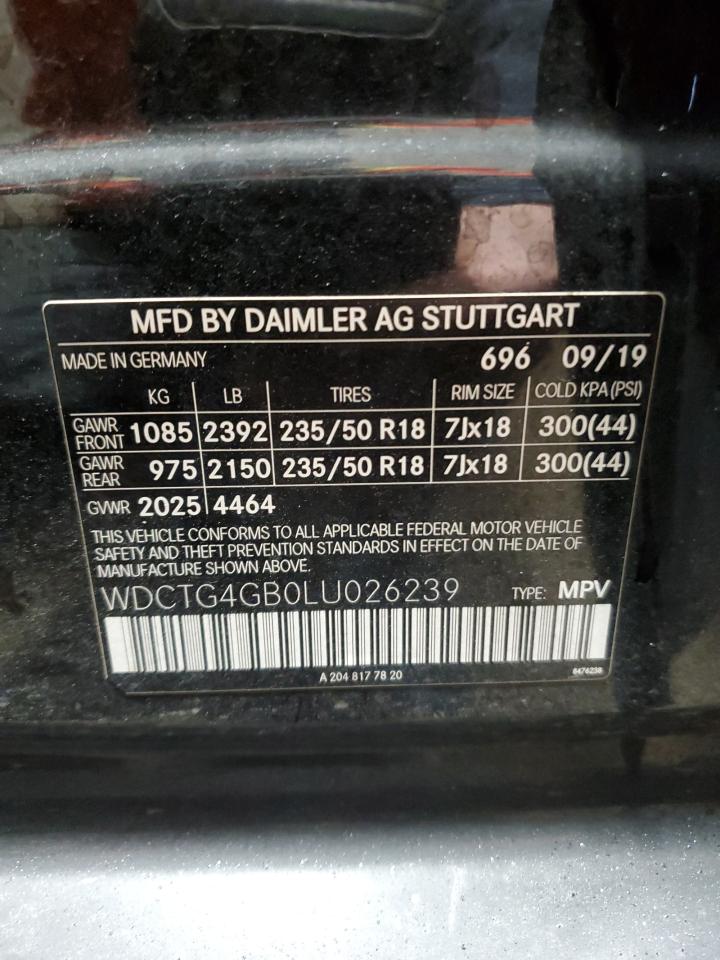 MFD BY DAIMLER AG STUTTGART
MADE IN GERMANY 696 09/19
KG LB TIRES RIM SIZE COLD KPA (PSI)
GAWR FRONT 1085 2392 235/50 R18 7Jx18 300(44)
GAWR REAR 975 2150 235/50 R18 7Jx18 300(44)
GVWR 2025 4464
THIS VEHICLE CONFORMS TO ALL APPLICABLE FEDERAL MOTOR VEHICLE
SAFETY AND THEFT PREVENTION STANDARDS IN EFFECT ON THE DATE OF
MANUFACTURE SHOWN ABOVE.
WDCTG4GB0LU026239 TYPE: MPV
A 204 817 78 20 6476238